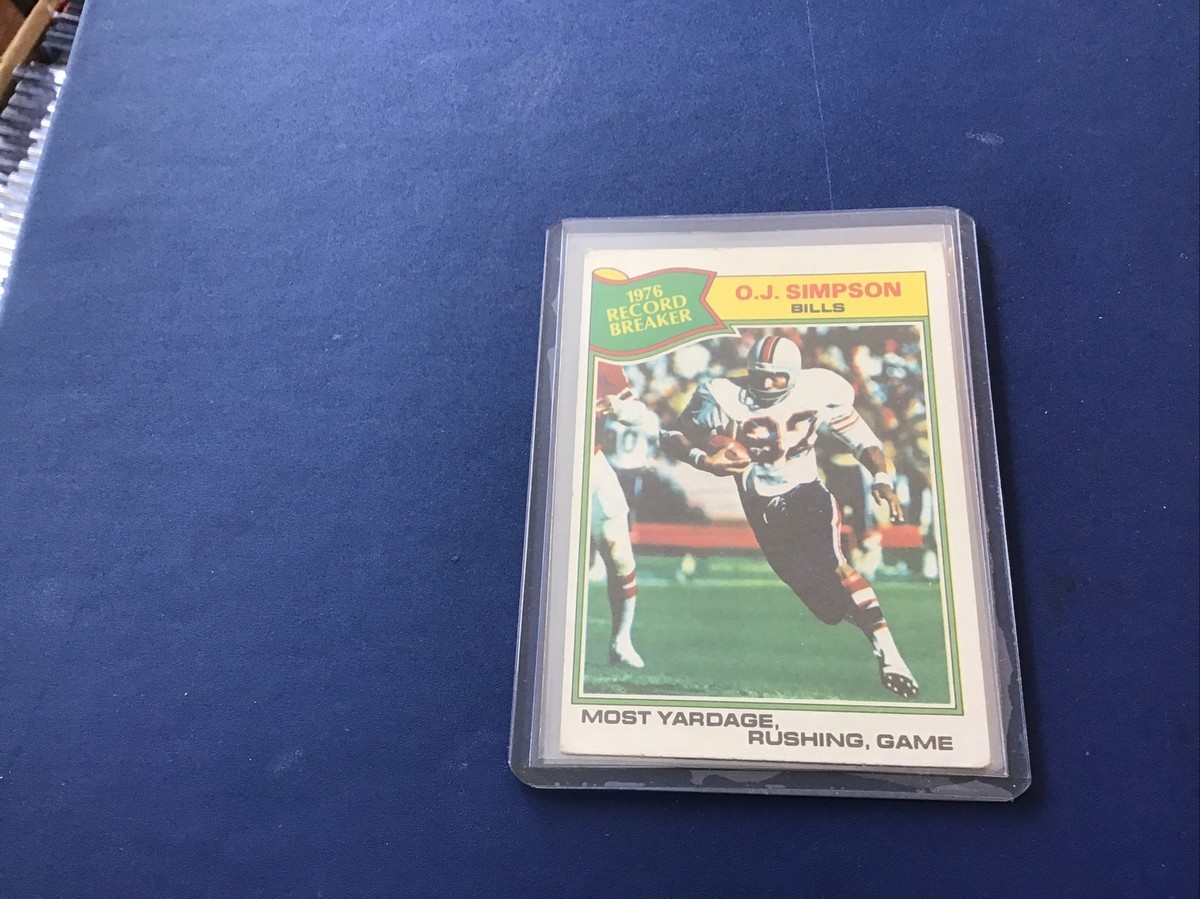 1976
RECORD
BREAKER
O.J. SIMPSON
BILLS
MOST YARDAGE,
RUSHING, GAME